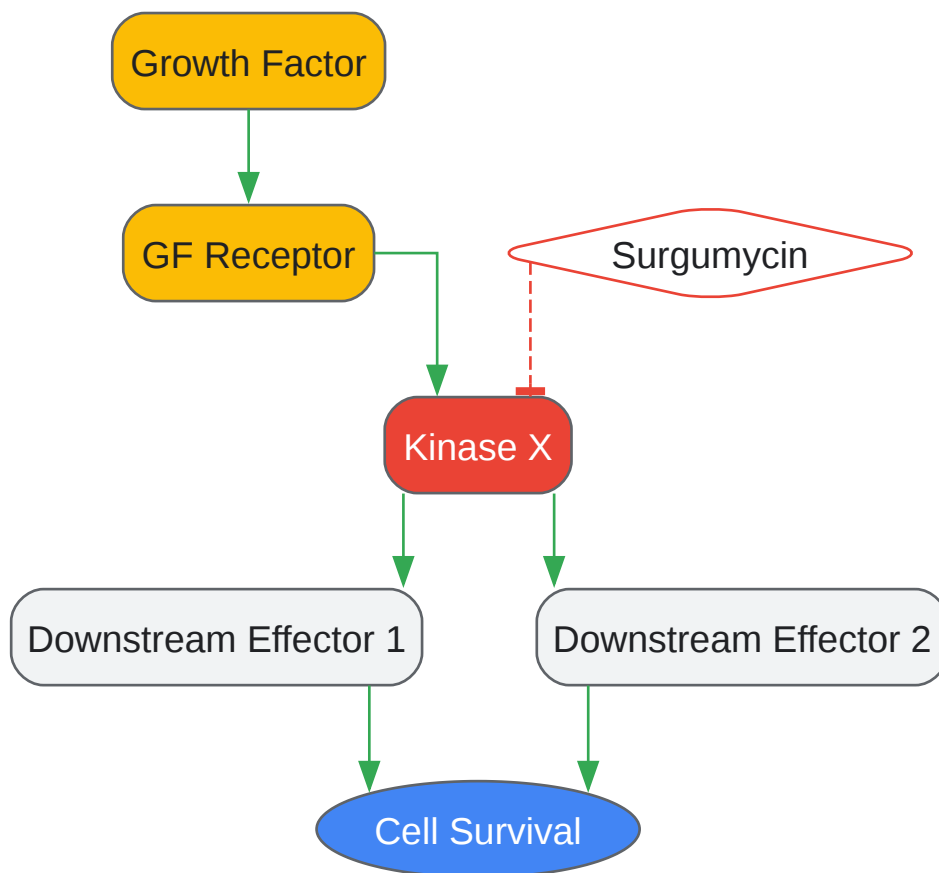 Growth Factor
GF Receptor
Surgumycin
Kinase X
Downstream Effector 1
Downstream Effector 2
Cell Survival